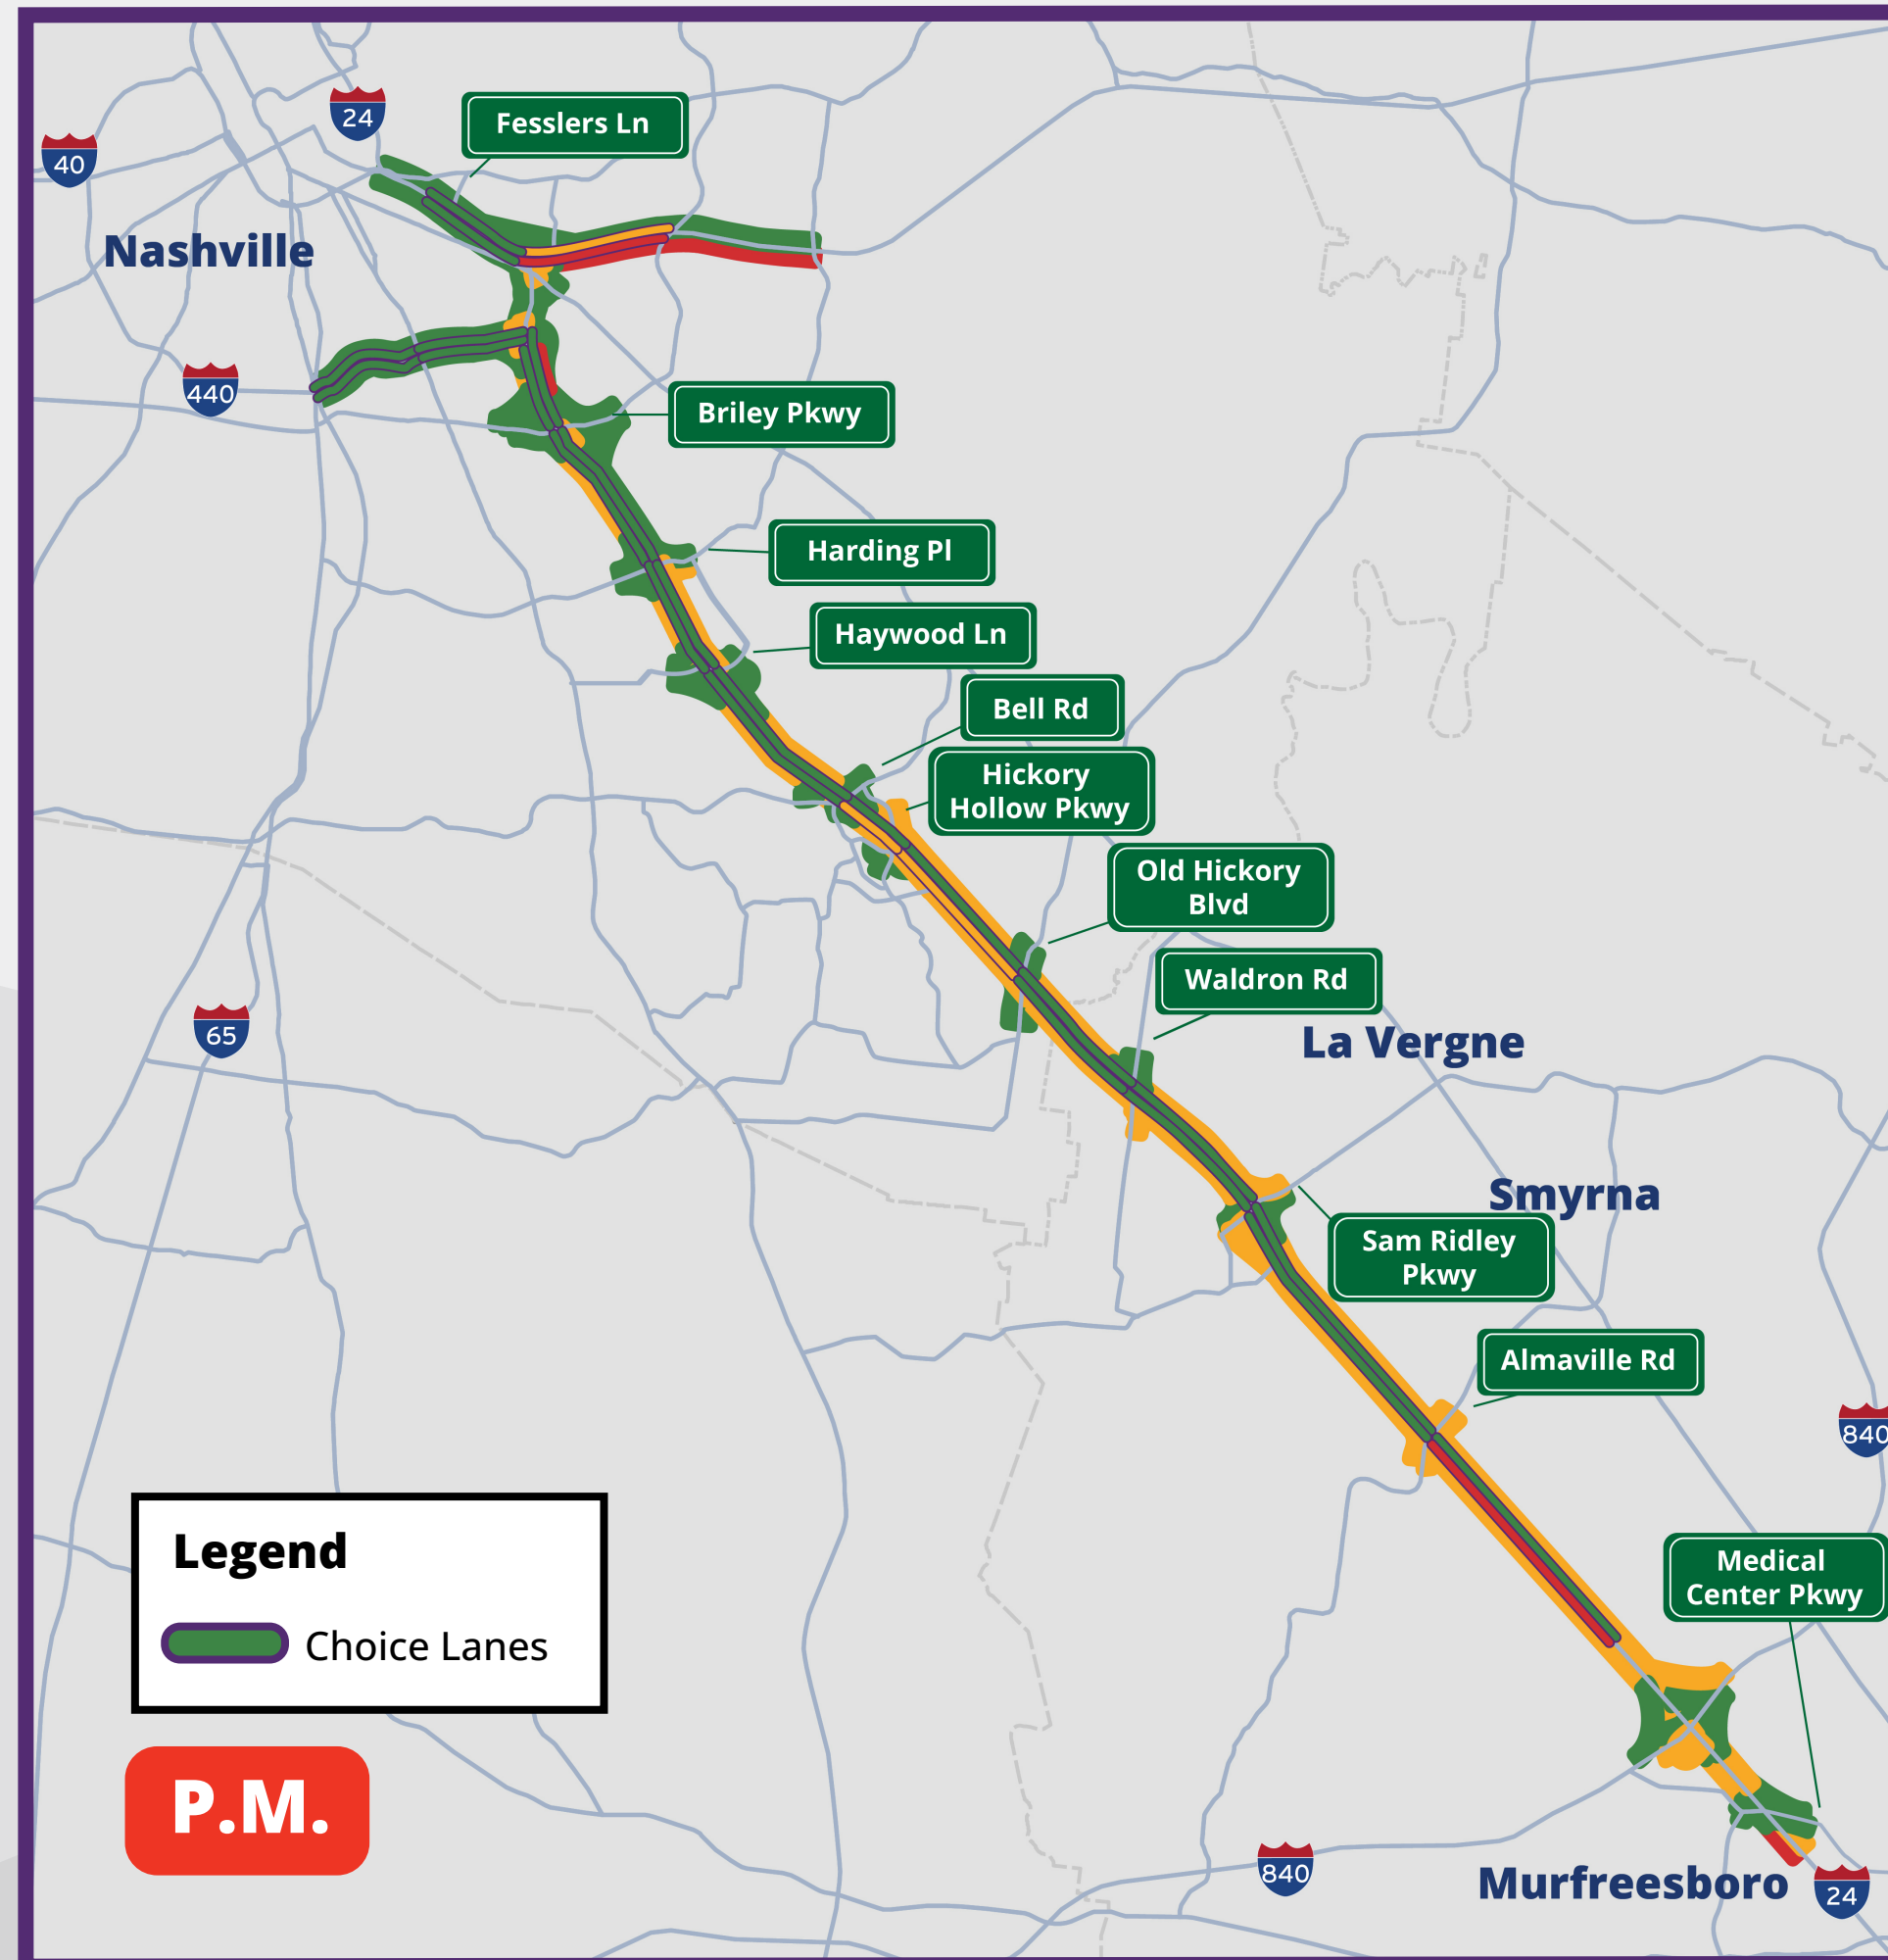 24
Fesslers Ln
40
Nashville
440
Briley Pkwy
Harding Pl
Haywood Ln
Bell Rd
Hickory
Hollow Pkwy
Old Hickory
Blvd
Waldron Rd
65
La Vergne
Smyrna
Sam Ridley
Pkwy
Almaville Rd
840
Legend
Choice Lanes
Medical
Center Pkwy
P.M.
840
Murfreesboro
24